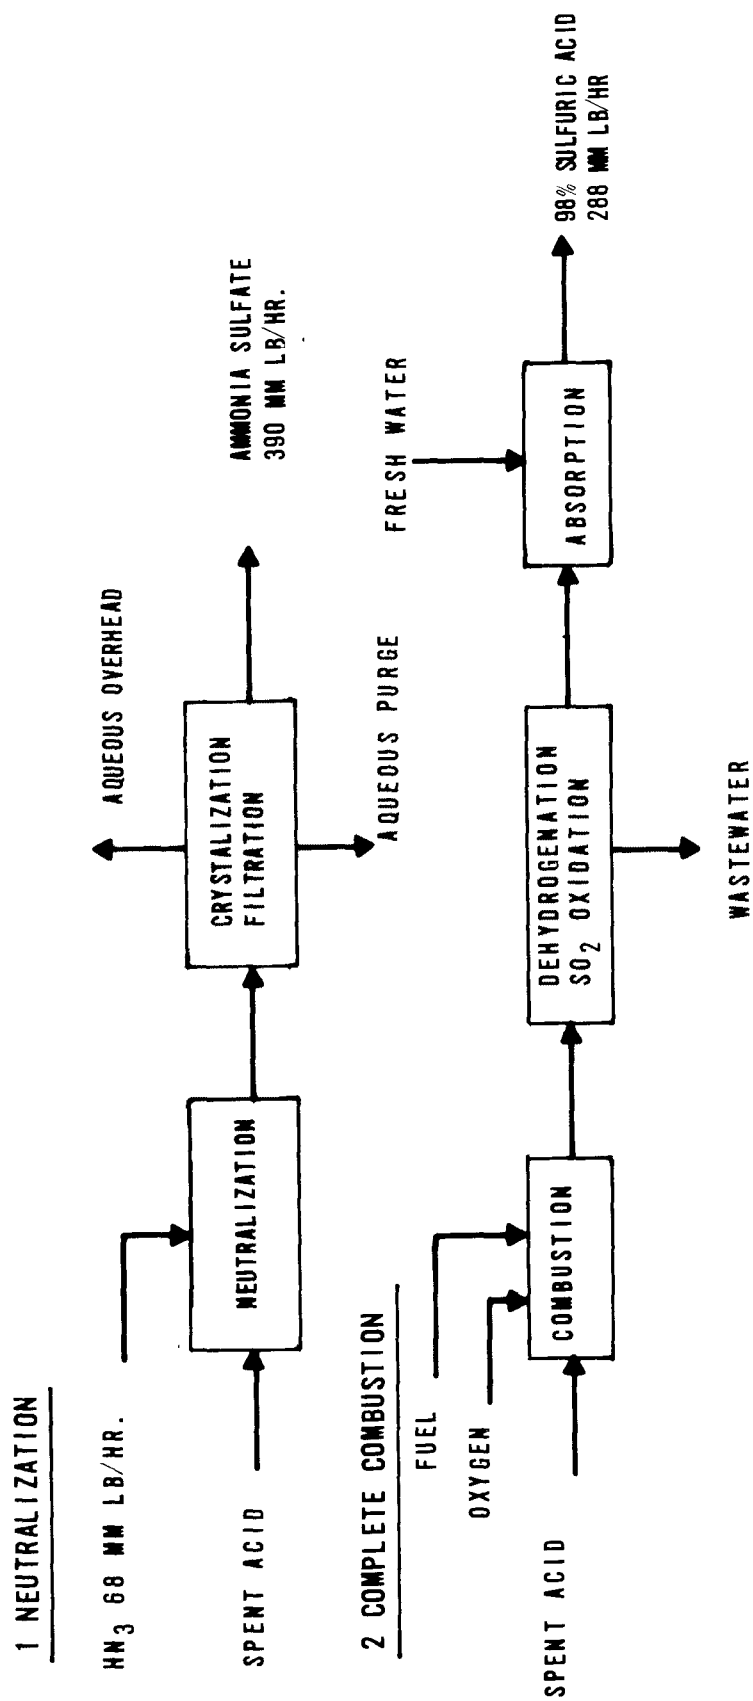 1 NEUTRALIZATION
HN3 68 MM LB/HR.
SPENT ACID
NEUTRALIZATION
CRYSTALIZATION
FILTRATION
AQUEOUS OVERHEAD
AQUEOUS PURGE
AMMONIA SULFATE
390 MM LB/HR.
2 COMPLETE COMBUSTION
FUEL
OXYGEN
SPENT ACID
COMBUSTION
DEHYDROGENATION
SO2 OXIDATION
WASTEWATER
FRESH WATER
ABSORPTION
98% SULFURIC ACID
288 MM LB/HR